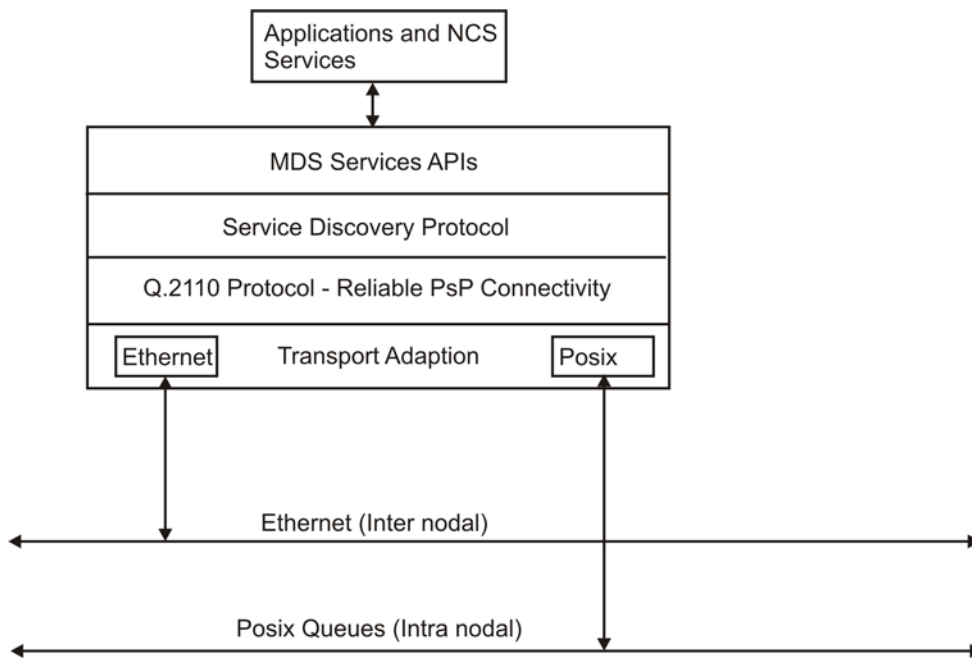 Applications and NCS
Services
MDS Services APIs
Service Discovery Protocol
Q.2110 Protocol - Reliable PsP Connectivity
Ethernet
Transport Adaption
Posix
Ethernet (Inter nodal)
Posix Queues (Intra nodal)